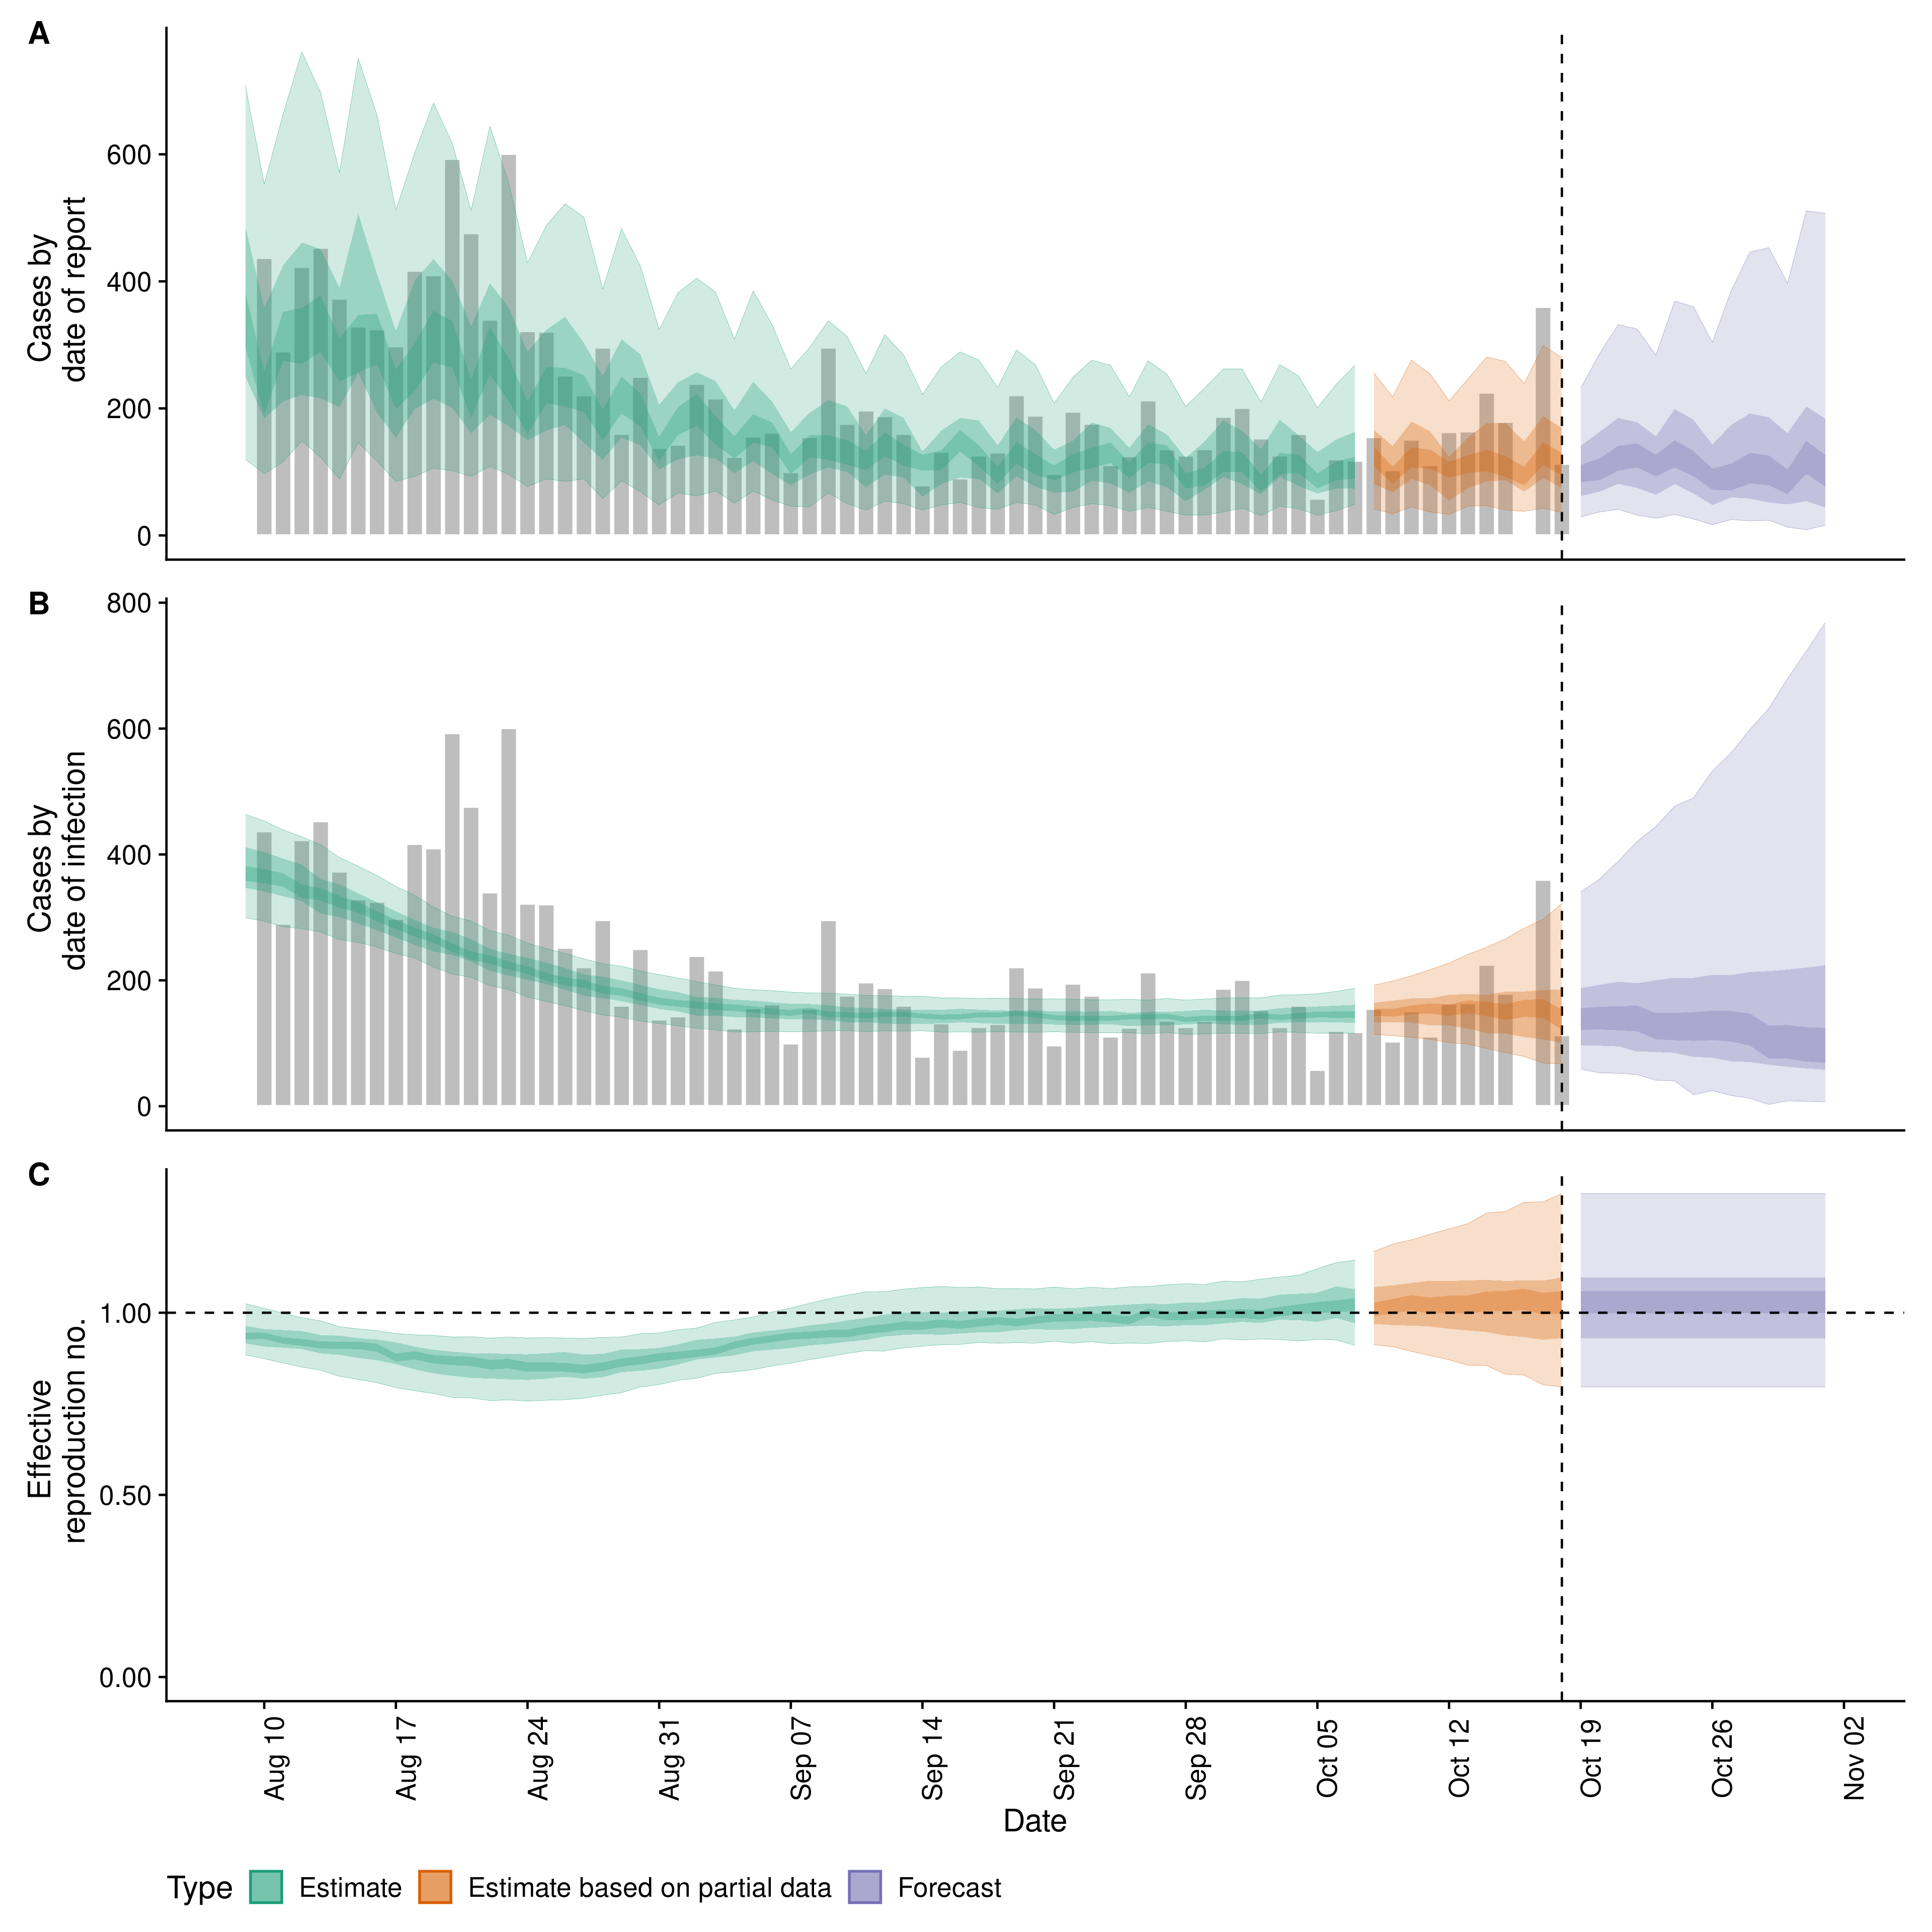 A
Cases by
date of report
600
400
200
0
B
Cases by
date of infection
800
600
400
200
0
C
Effective
reproduction no.
1.00
0.50
0.00
Aug 10
Aug 17
Aug 24
Aug 31
Sep 07
Sep 14
Sep 21
Sep 28
Oct 05
Oct 12
Oct 19
Oct 26
Nov 02
Date
Type Estimate Estimate based on partial data Forecast